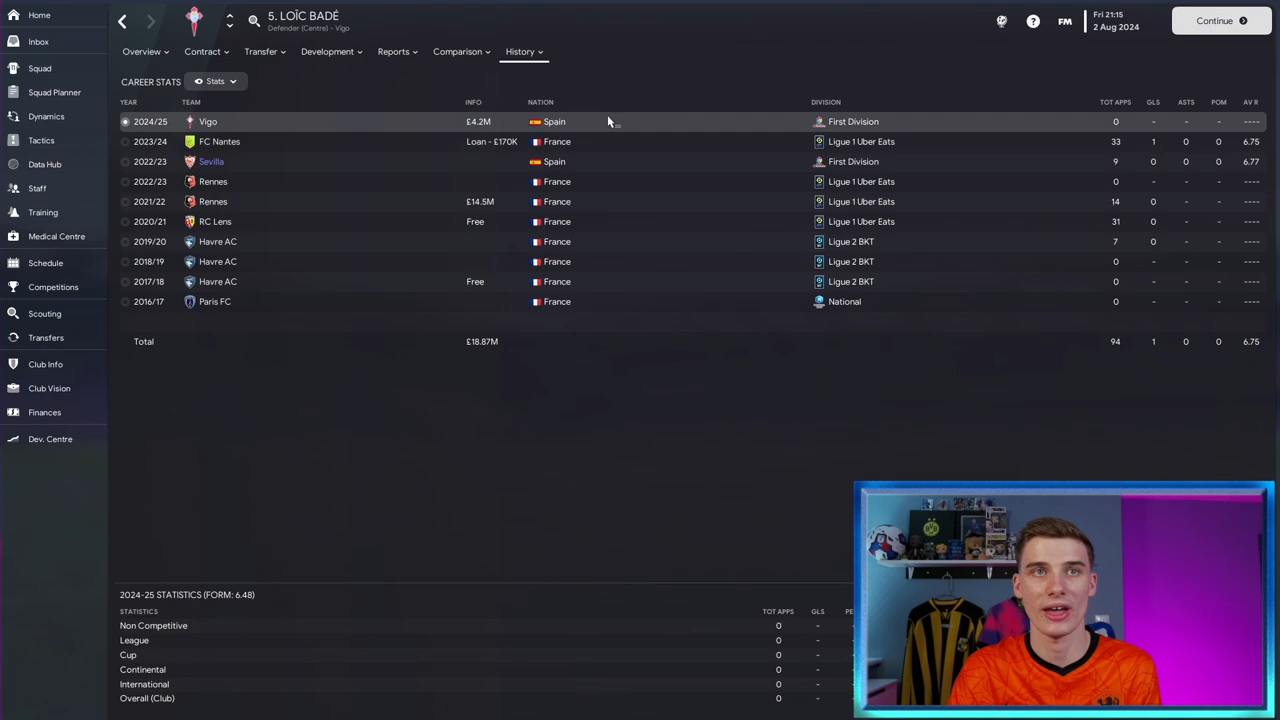 Home
Inbox
Squad
Squad Planner
Dynamics
Tactics
Data Hub
Staff
Training
Medical Centre
Schedule
Competitions
Scouting
Transfers
Club Info
Club Vision
Finances
Dev. Centre
5. LOÏC BADÉ
Defender (Centre) - Vigo
FM
Fri 21:15
2 Aug 2024
Continue
Overview Contract Transfer Development Reports Comparison History
CAREER STATS Stats
YEAR TEAM INFO NATION DIVISION TOT APPS GLS ASTS POM AV R
2024/25 Vigo £4.2M Spain First Division 0 - - - ----
2023/24 FC Nantes Loan - £170K France Ligue 1 Uber Eats 33 1 0 0 6.75
2022/23 Sevilla Spain First Division 9 0 0 0 6.77
2022/23 Rennes France Ligue 1 Uber Eats 0 - - - ----
2021/22 Rennes £14.5M France Ligue 1 Uber Eats 14 0 - - ----
2020/21 RC Lens Free France Ligue 1 Uber Eats 31 0 - - ----
2019/20 Havre AC France Ligue 2 BKT 7 0 - - ----
2018/19 Havre AC France Ligue 2 BKT 0 - - - ----
2017/18 Havre AC Free France Ligue 2 BKT 0 - - - ----
2016/17 Paris FC France National 0 - - - ----
Total £18.87M 94 1 0 0 6.75
2024-25 STATISTICS (FORM: 6.48)
STATISTICS TOT APPS GLS PE
Non Competitive 0 -
League 0 -
Cup 0 -
Continental 0 -
International 0 -
Overall (Club) 0 -